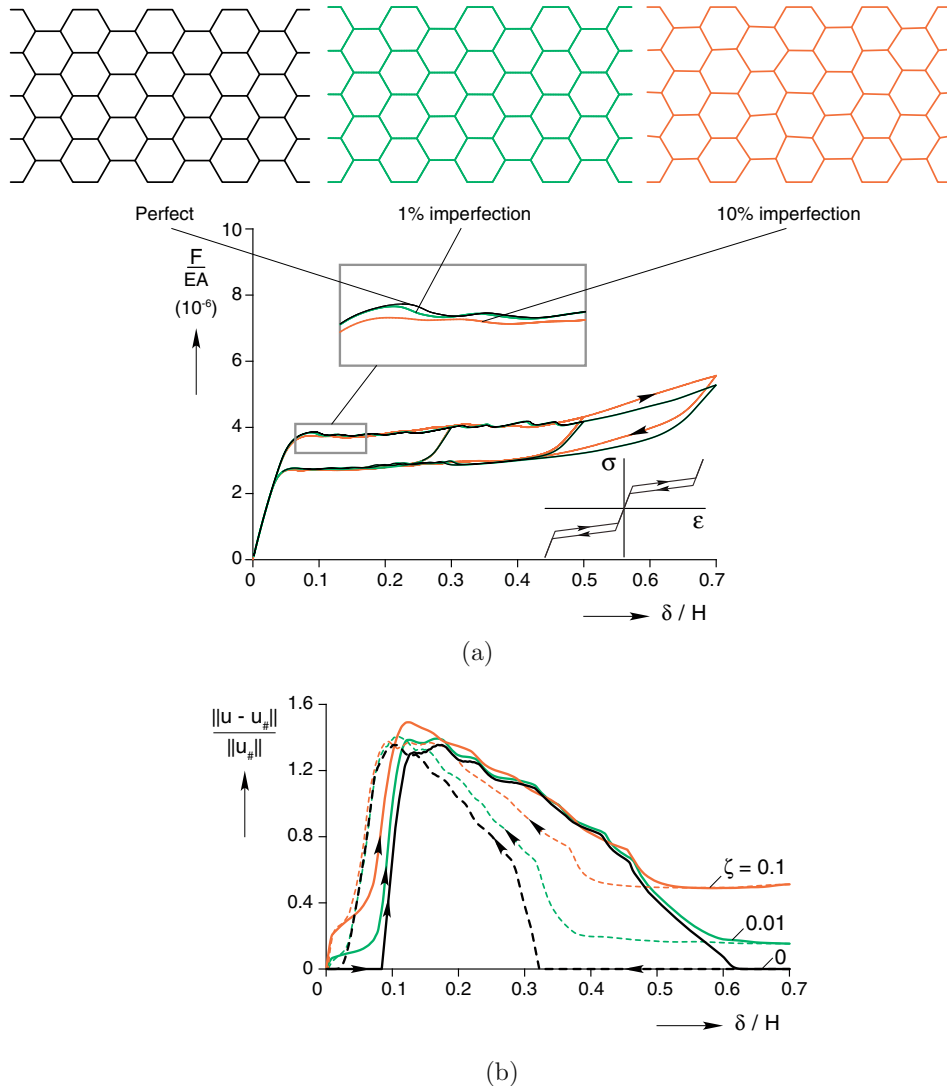 Perfect 1% imperfection 10% imperfection
F
EA
(10⁻⁶)
10
8
6
4
2
0
σ
ε
0 0.1 0.2 0.3 0.4 0.5 0.6 0.7
δ / H
(a)
||u - u#||
||u#||
1.6
1.2
0.8
0.4
0
ζ = 0.1
0.01
0
0 0.1 0.2 0.3 0.4 0.5 0.6 0.7
δ / H
(b)